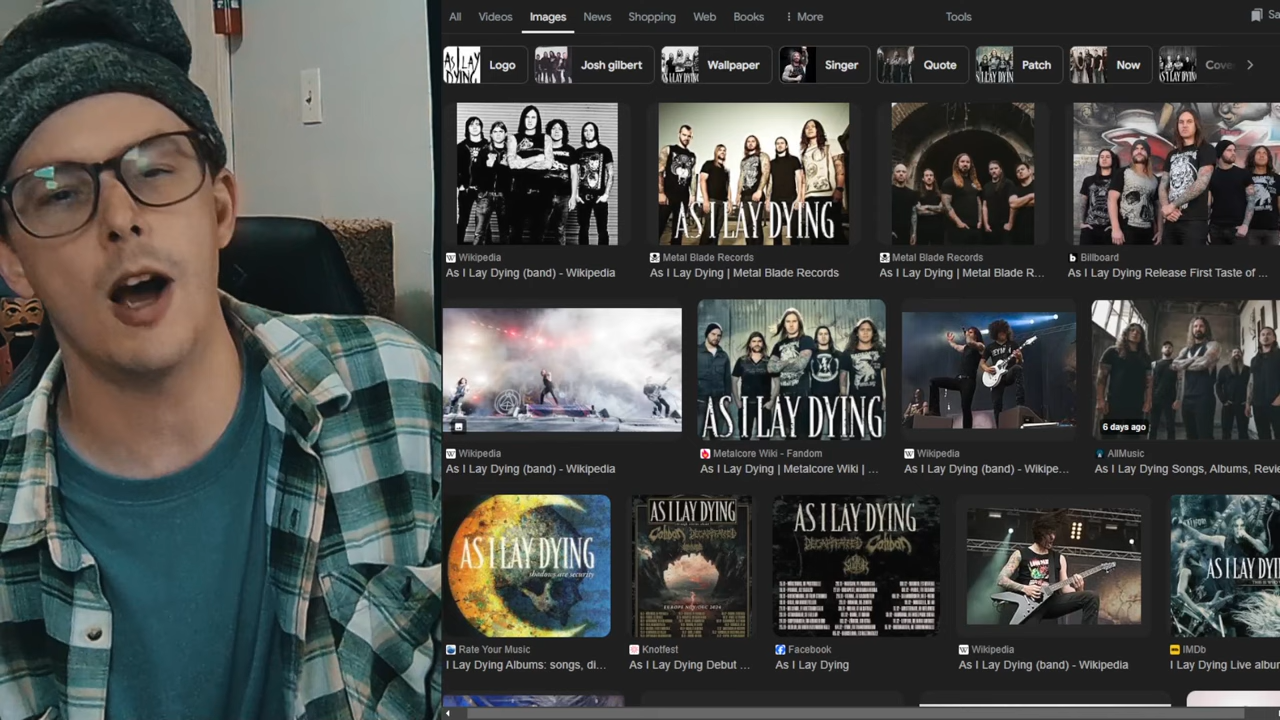 All Videos Images News Shopping Web Books More Tools
Logo Josh gilbert Wallpaper Singer Quote Patch Now
AS I LAY DYING
Wikipedia
As I Lay Dying (band) - Wikipedia
Metal Blade Records
As I Lay Dying | Metal Blade Records
Metal Blade Records
As I Lay Dying | Metal Blade R...
Billboard
As I Lay Dying Release First Taste of ...
AS I LAY DYING
6 days ago
Wikipedia
As I Lay Dying (band) - Wikipedia
Metalcore Wiki - Fandom
As I Lay Dying | Metalcore Wiki | ...
Wikipedia
As I Lay Dying (band) - Wikipe...
AllMusic
As I Lay Dying Songs, Albums, Revie
AS I LAY DYING
shadows are security
AS I LAY DYING
DECAPITATED
AS I LAY DYING
DECAPITATED
AS I LAY DYI
Rate Your Music
I Lay Dying Albums: songs, di...
Knotfest
As I Lay Dying Debut ...
Facebook
As I Lay Dying
Wikipedia
As I Lay Dying (band) - Wikipedia
IMDb
I Lay Dying Live albu